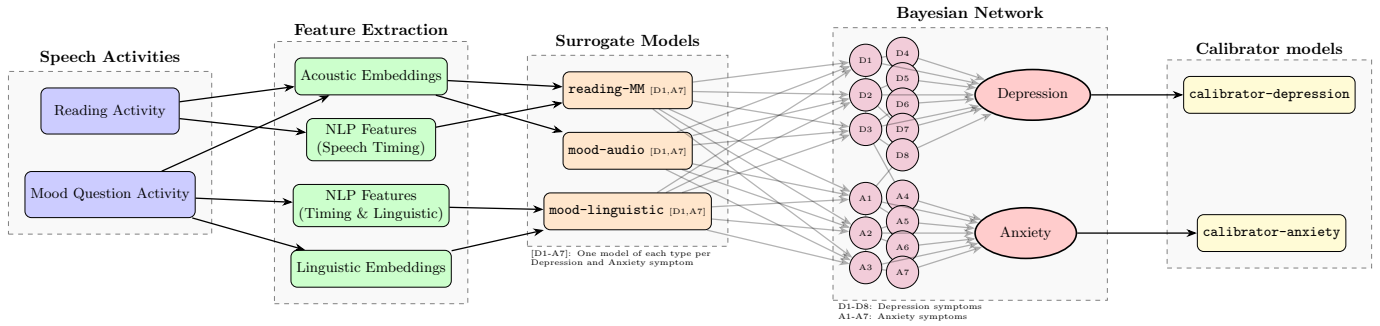 Speech Activities
Reading Activity
Mood Question Activity
Feature Extraction
Acoustic Embeddings
NLP Features
(Speech Timing)
NLP Features
(Timing & Linguistic)
Linguistic Embeddings
Surrogate Models
reading-MM [D1,A7]
mood-audio [D1,A7]
mood-linguistic [D1,A7]
[D1-A7]: One model of each type per
Depression and Anxiety symptom
Bayesian Network
D1
D4
D5
D2
D6
D3
D7
D8
A1
A4
A5
A2
A6
A3
A7
Depression
Anxiety
D1-D8: Depression symptoms
A1-A7: Anxiety symptoms
Calibrator models
calibrator-depression
calibrator-anxiety